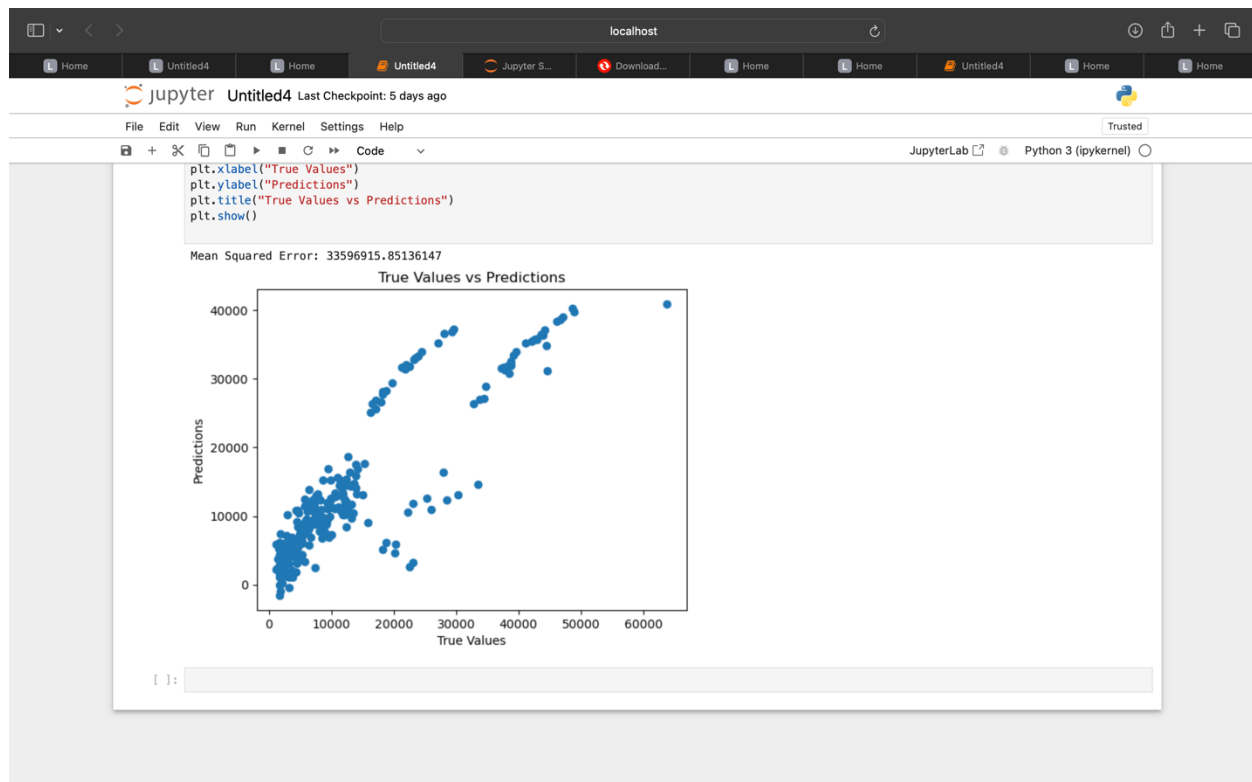 localhost
L Home
L Untitled4
L Home
Untitled4
Jupyter S...
Download...
L Home
L Home
Untitled4
L Home
L Home
jupyter Untitled4 Last Checkpoint: 5 days ago
File Edit View Run Kernel Settings Help
Trusted
Code
JupyterLab
Python 3 (ipykernel)
plt.xlabel("True Values")
plt.ylabel("Predictions")
plt.title("True Values vs Predictions")
plt.show()
Mean Squared Error: 33596915.85136147
True Values vs Predictions
40000
30000
20000
10000
0
Predictions
0 10000 20000 30000 40000 50000 60000
True Values
[ ]: